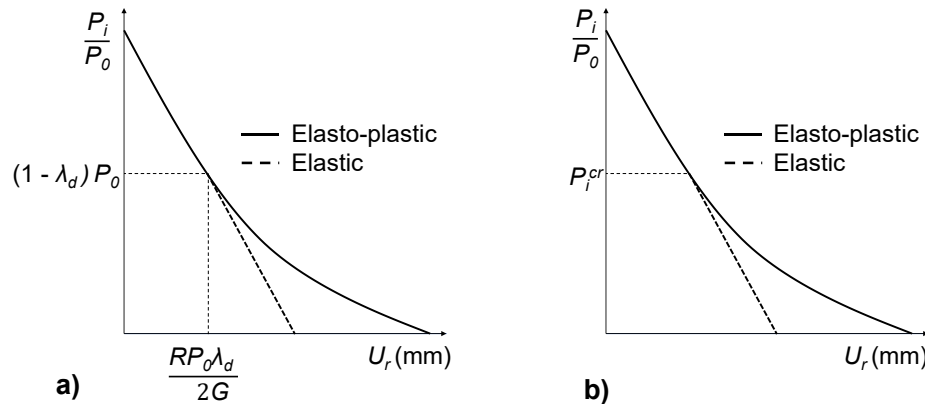 P_i
P_0
Elasto-plastic
Elastic
(1 - λ_d) P_0
RP_0λ_d
2G
U_r (mm)
a)
P_i
P_0
Elasto-plastic
Elastic
P_i^cr
U_r (mm)
b)